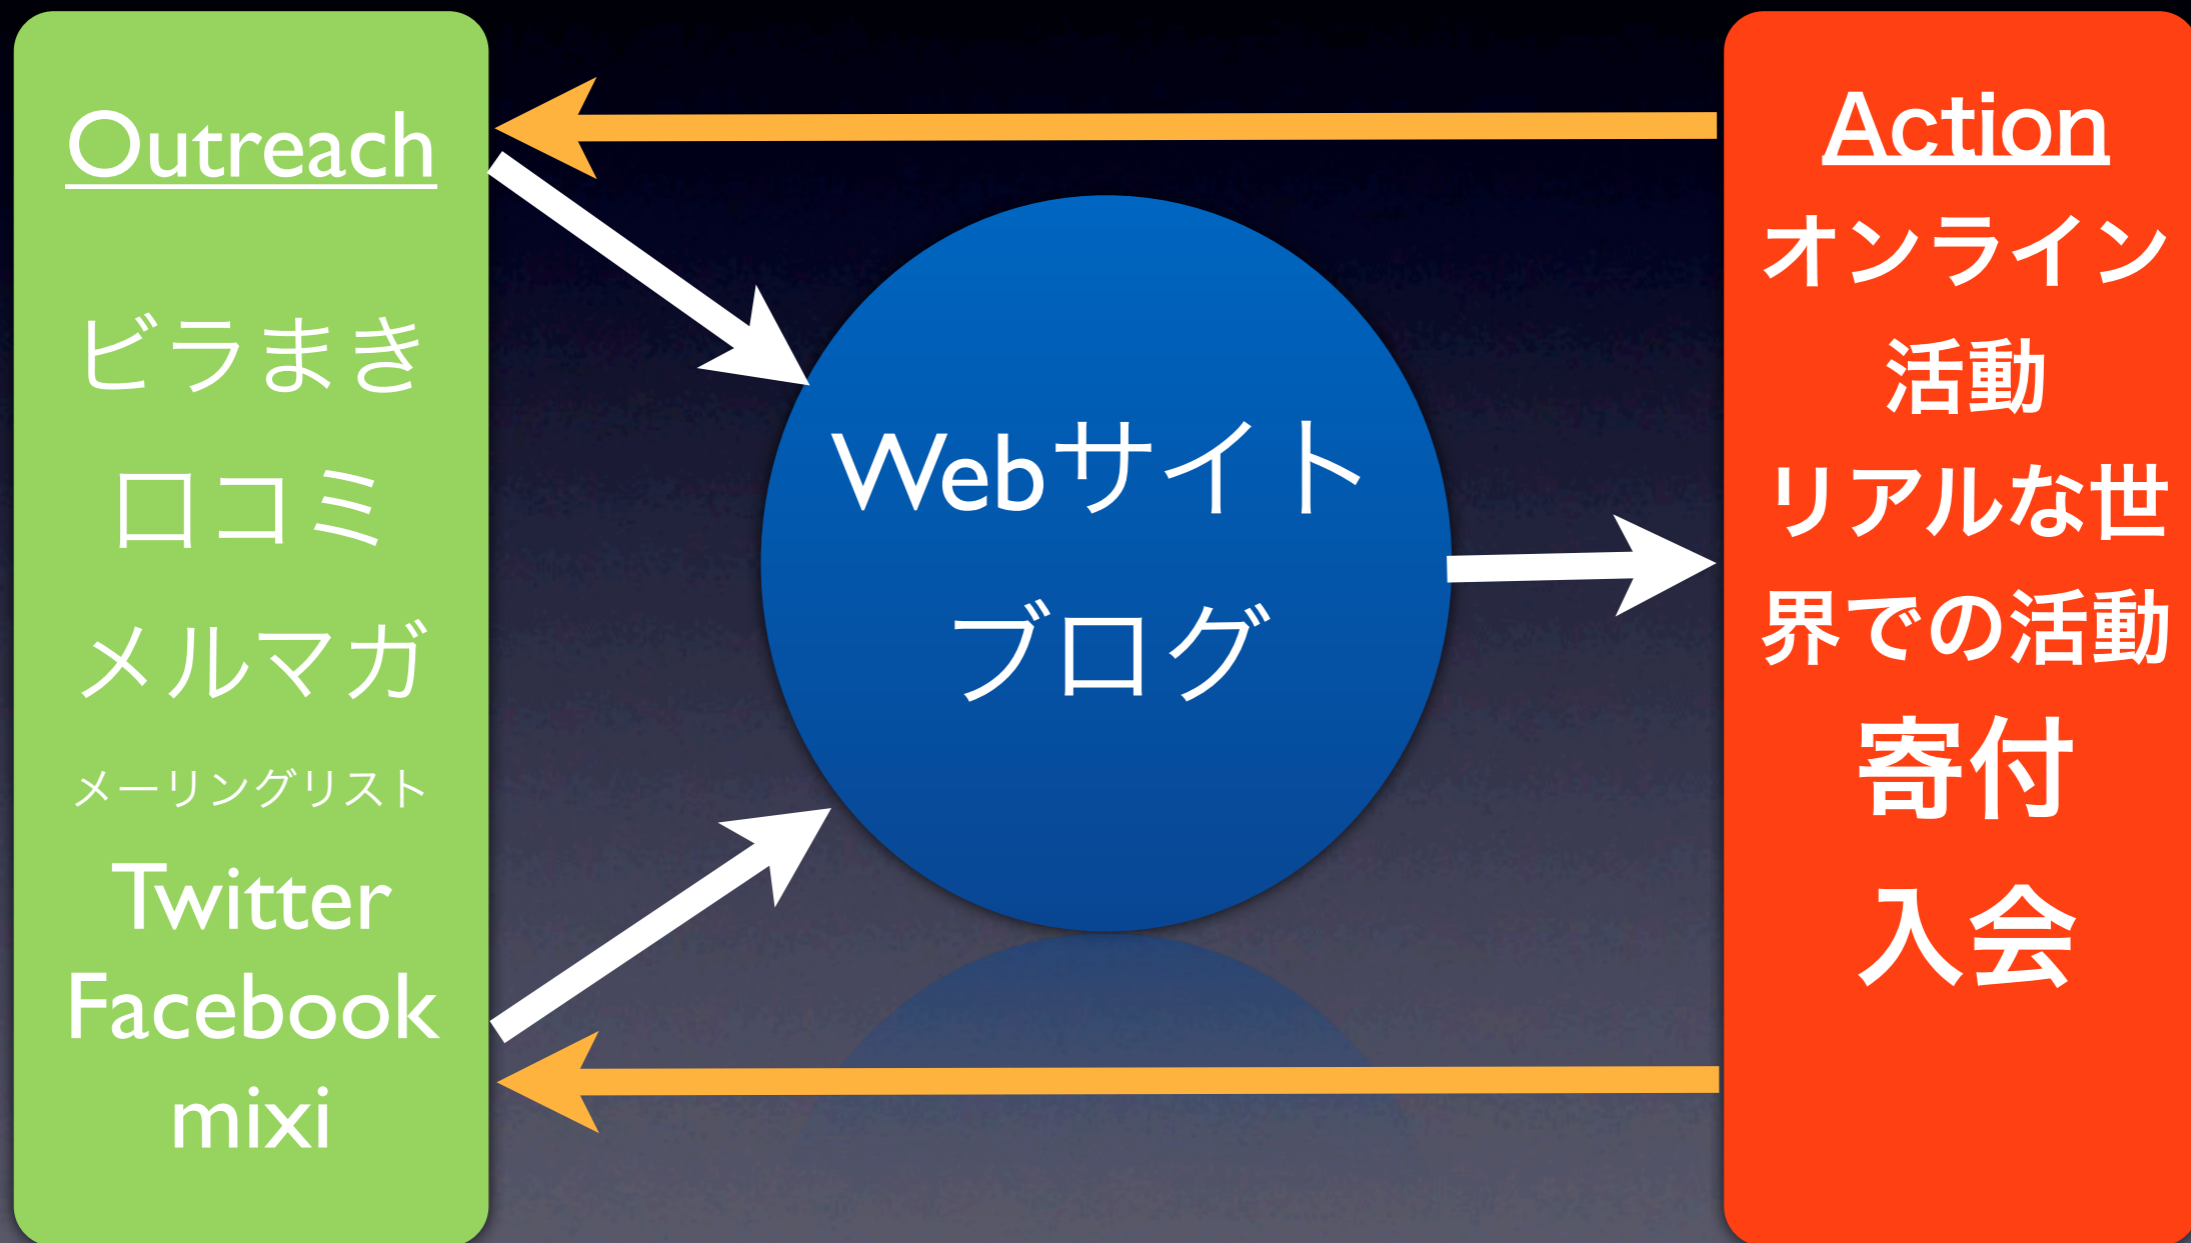 Outreach
ビラまき
口コミ
メルマガ
メーリングリスト
Twitter
Facebook
mixi
Webサイト
ブログ
Action
オンライン
活動
リアルな世
界での活動
寄付
入会